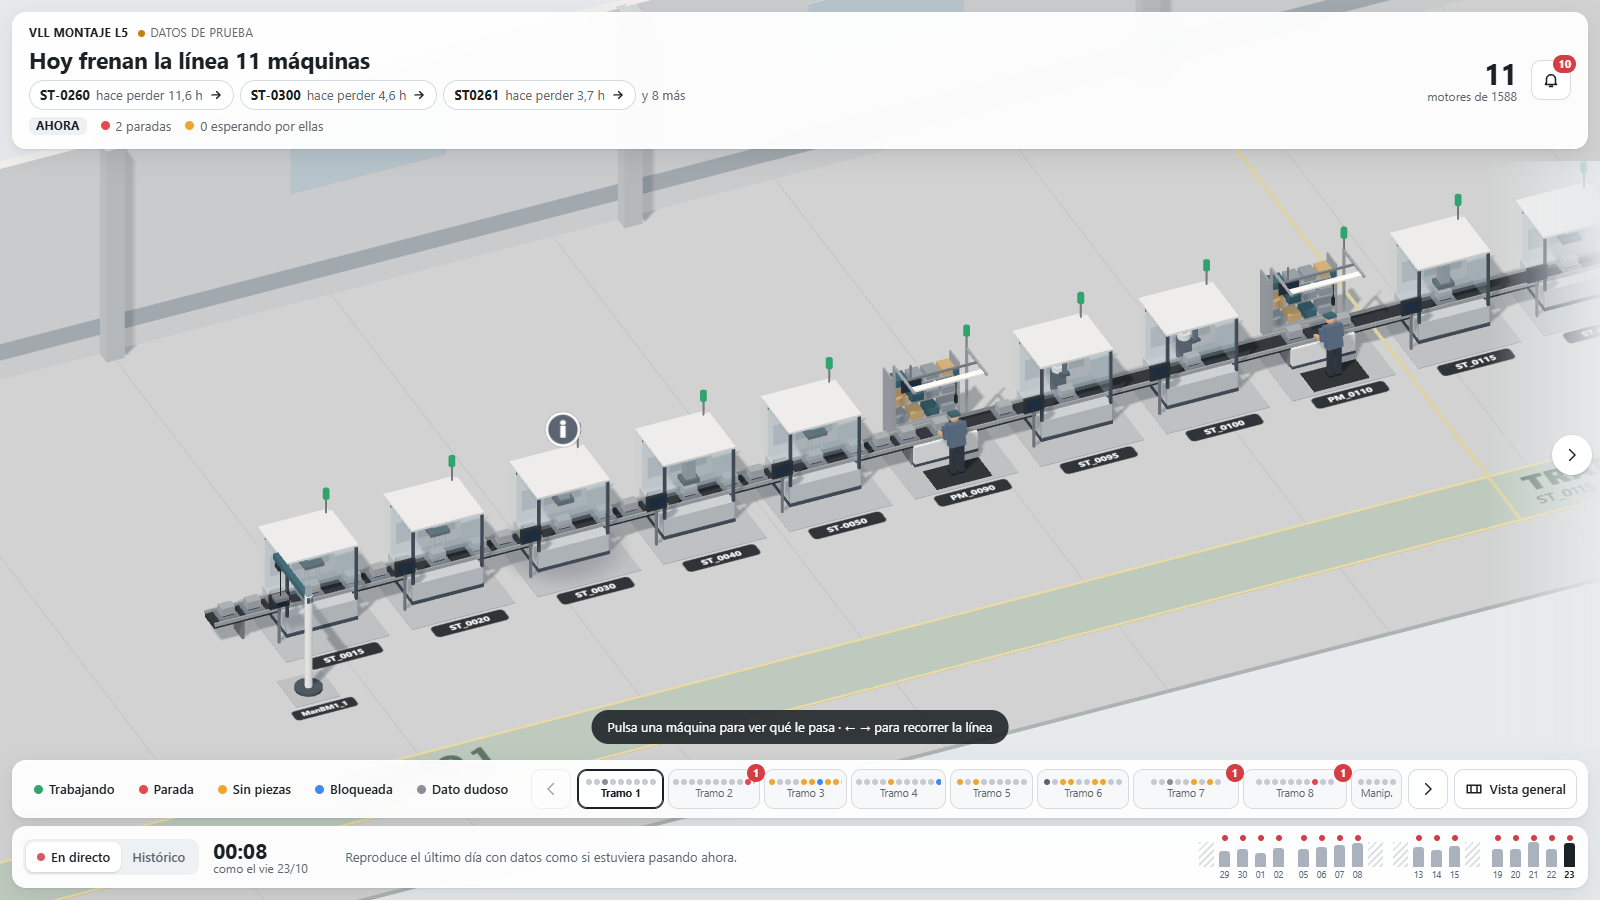 VLL MONTAJE L5 DATOS DE PRUEBA
Hoy frenan la línea 11 máquinas
ST-0260 hace perder 11,6 h → ST-0300 hace perder 4,6 h → ST0261 hace perder 3,7 h → y 8 más
AHORA 2 paradas 0 esperando por ellas
11
motores de 1588
10
ST_0115
PM_0110
ST_0100
ST_0095
PM_0090
ST-0050
ST_0040
ST_0030
ST_0020
ST_0015
ManBM1_1
ST_0115
Pulsa una máquina para ver qué le pasa · ← → para recorrer la línea
Trabajando Parada Sin piezas Bloqueada Dato dudoso
Tramo 1
Tramo 2 1
Tramo 3
Tramo 4
Tramo 5
Tramo 6
Tramo 7 1
Tramo 8 1
Manip.
Vista general
En directo Histórico
00:08
como el vie 23/10
Reproduce el último día con datos como si estuviera pasando ahora.
29 30 01 02 05 06 07 08 13 14 15 19 20 21 22 23